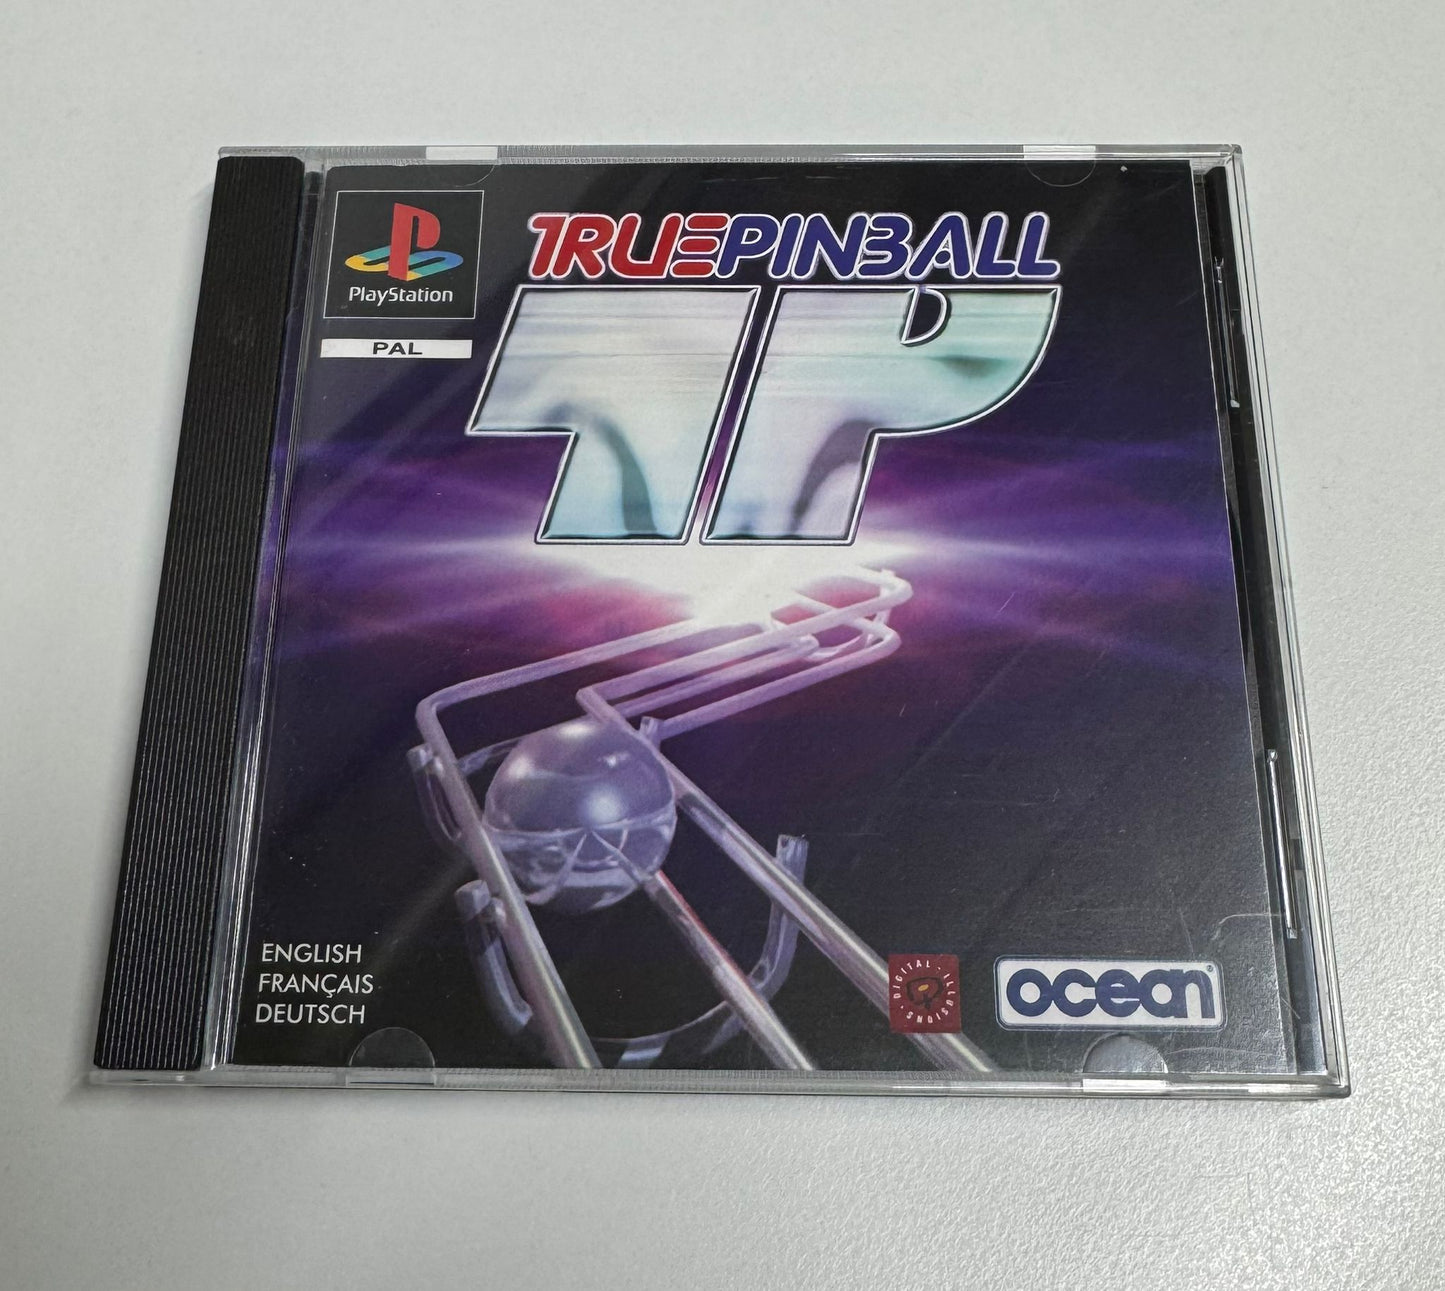 TRUEPINBALL
PlayStation
PAL
TP
ENGLISH
FRANÇAIS
DEUTSCH
DIGITAL · ILLUSIONS ·
ocean®